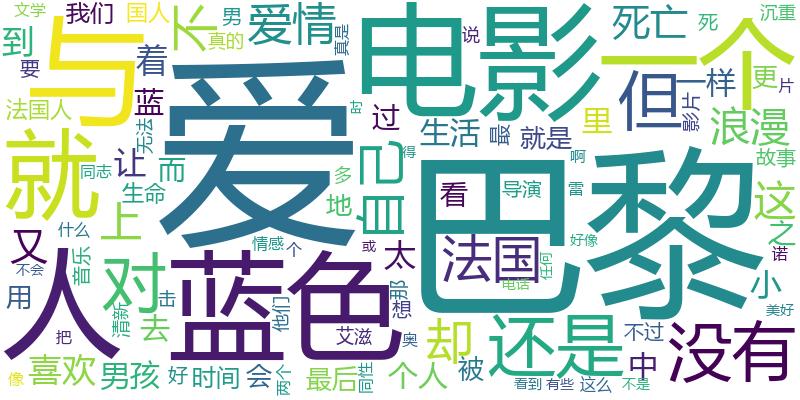 文学
国人
我们
男
爱情
不
真的
真是
电影
说
死亡
死
沉重
一个
到
与
要
着
蓝
法国人
无法
爱
时
过
自己
生活
最
得
就是
啊
里
但
影片
一样
更
片
浪漫
故事
就
让
而
同志
生命
多
地
看
导演
雷
巴黎
这
之
诺
上
又
什么
不会
音乐
对
情感
个
或
太
法国
好像
任何
电话
小
美好
人
用
清新
去
击
蓝色
他们
艾滋
那
想
奥
却
还是
不过
没有
把
像
喜欢
男孩
好
时间
会
两个
最后
同性
个人
被
看到
有些
这么
不是
中